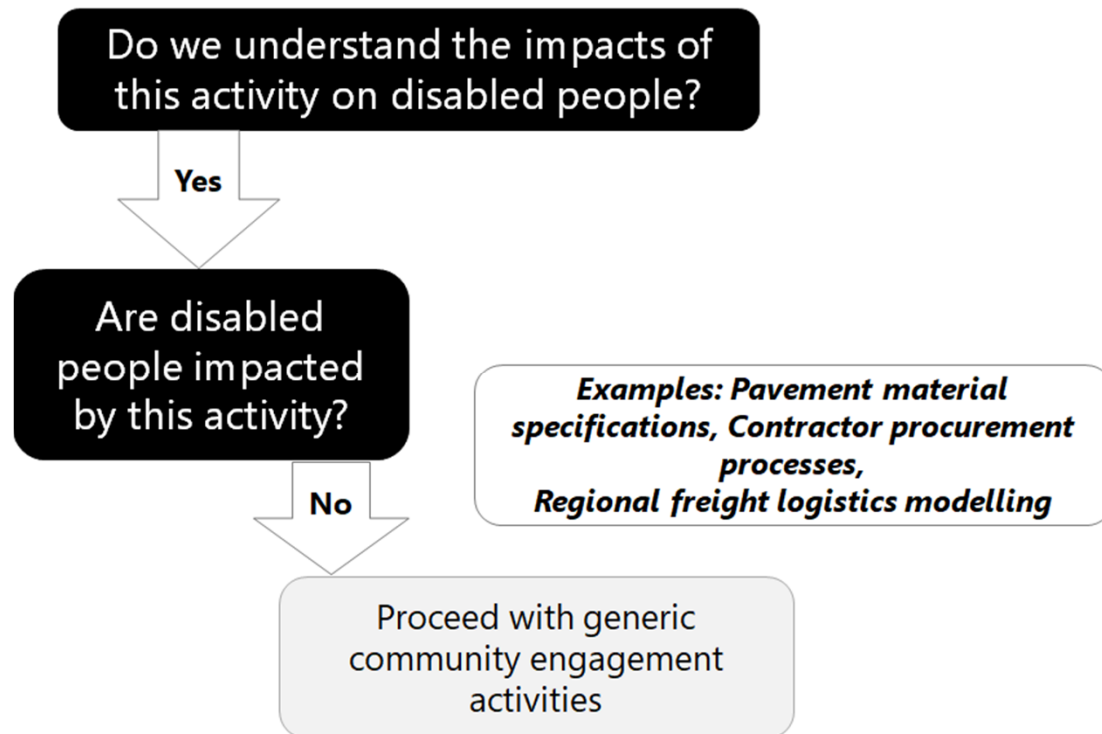 Do we understand the impacts of
this activity on disabled people?
Yes
Are disabled
people impacted
by this activity?
Examples: Pavement material
specifications, Contractor procurement
processes,
Regional freight logistics modelling
No
Proceed with generic
community engagement
activities